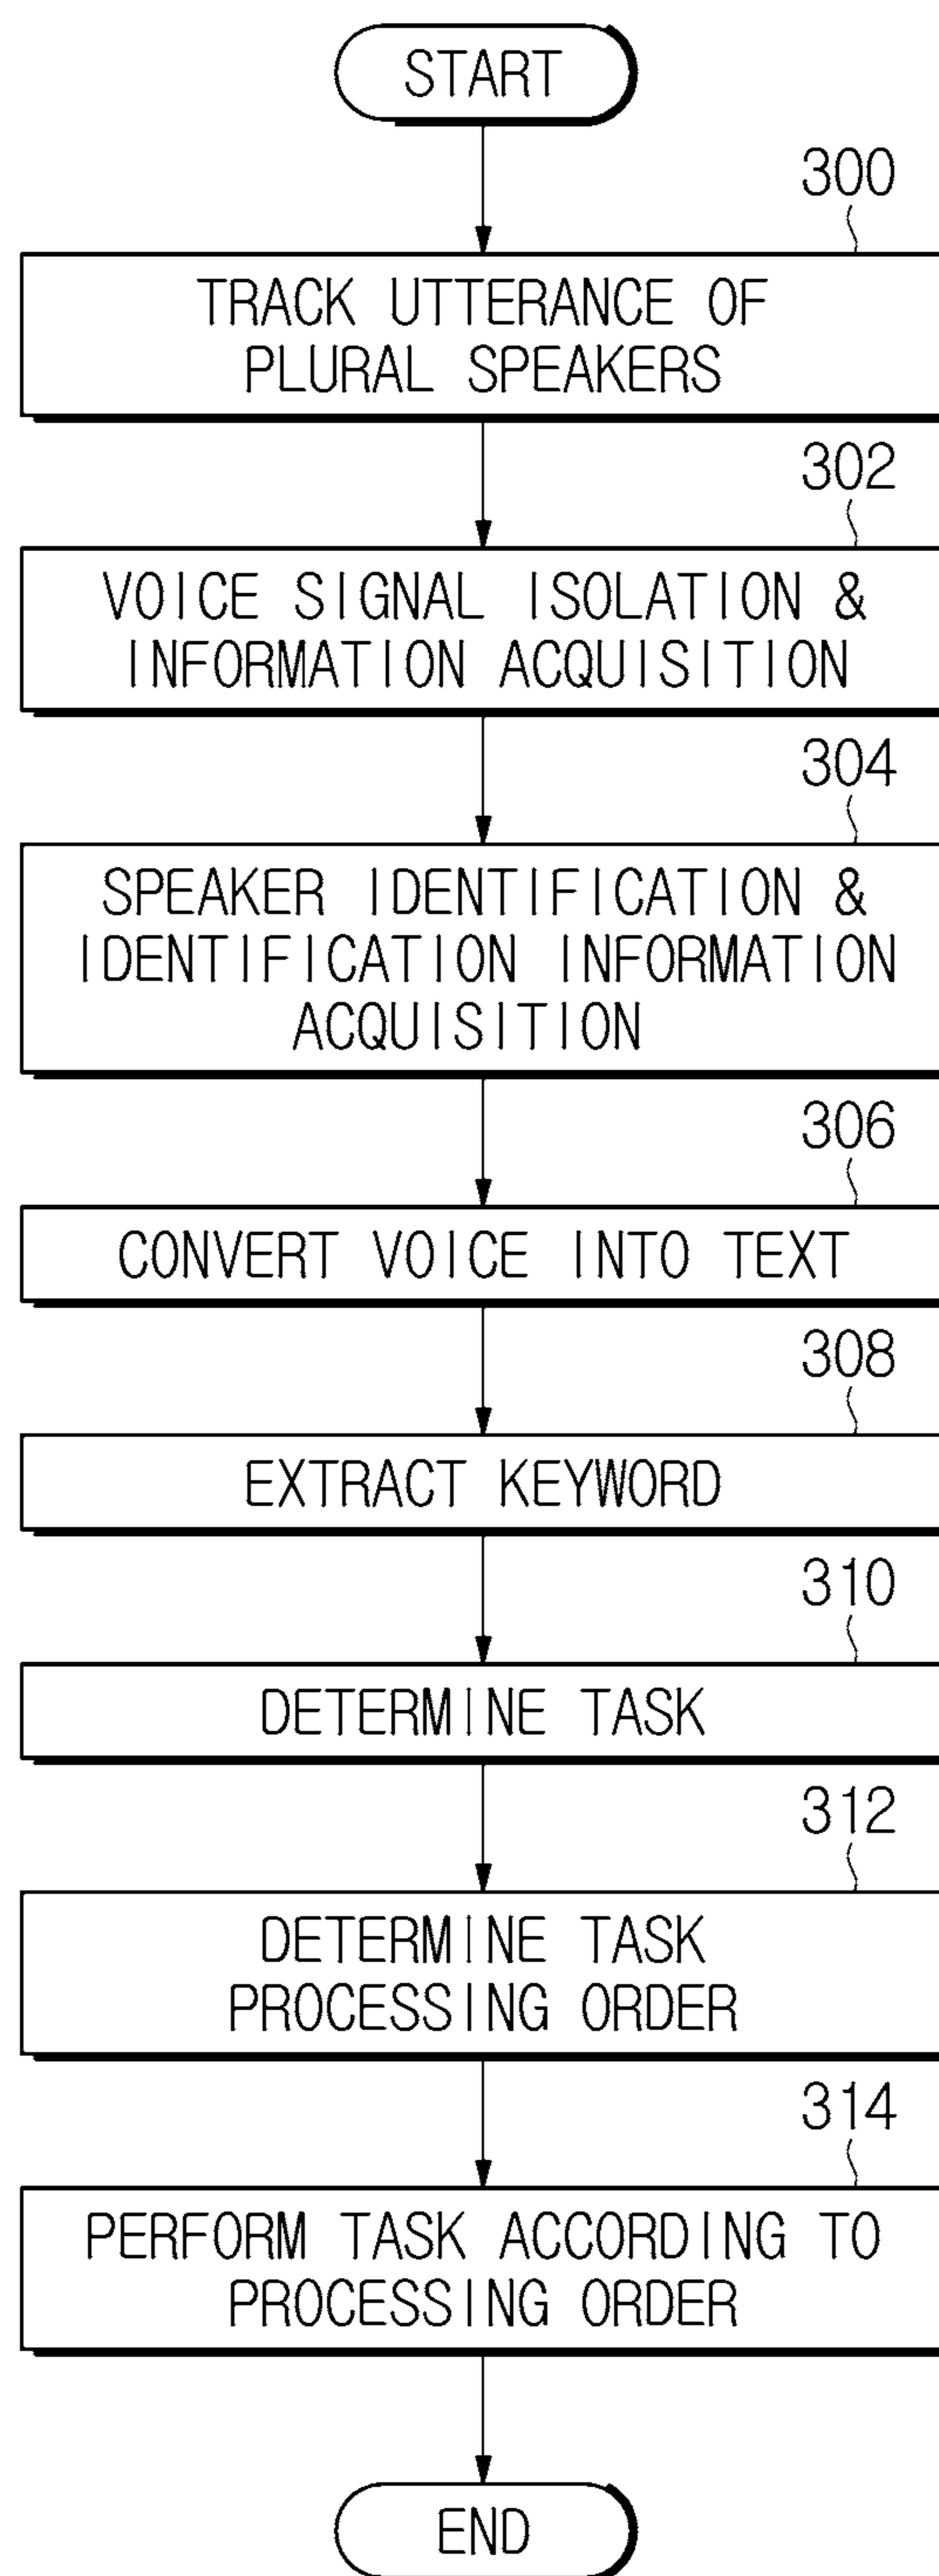 START
300
TRACK UTTERANCE OF
PLURAL SPEAKERS
302
VOICE SIGNAL ISOLATION &
INFORMATION ACQUISITION
304
SPEAKER IDENTIFICATION &
IDENTIFICATION INFORMATION
ACQUISITION
306
CONVERT VOICE INTO TEXT
308
EXTRACT KEYWORD
310
DETERMINE TASK
312
DETERMINE TASK
PROCESSING ORDER
314
PERFORM TASK ACCORDING TO
PROCESSING ORDER
END